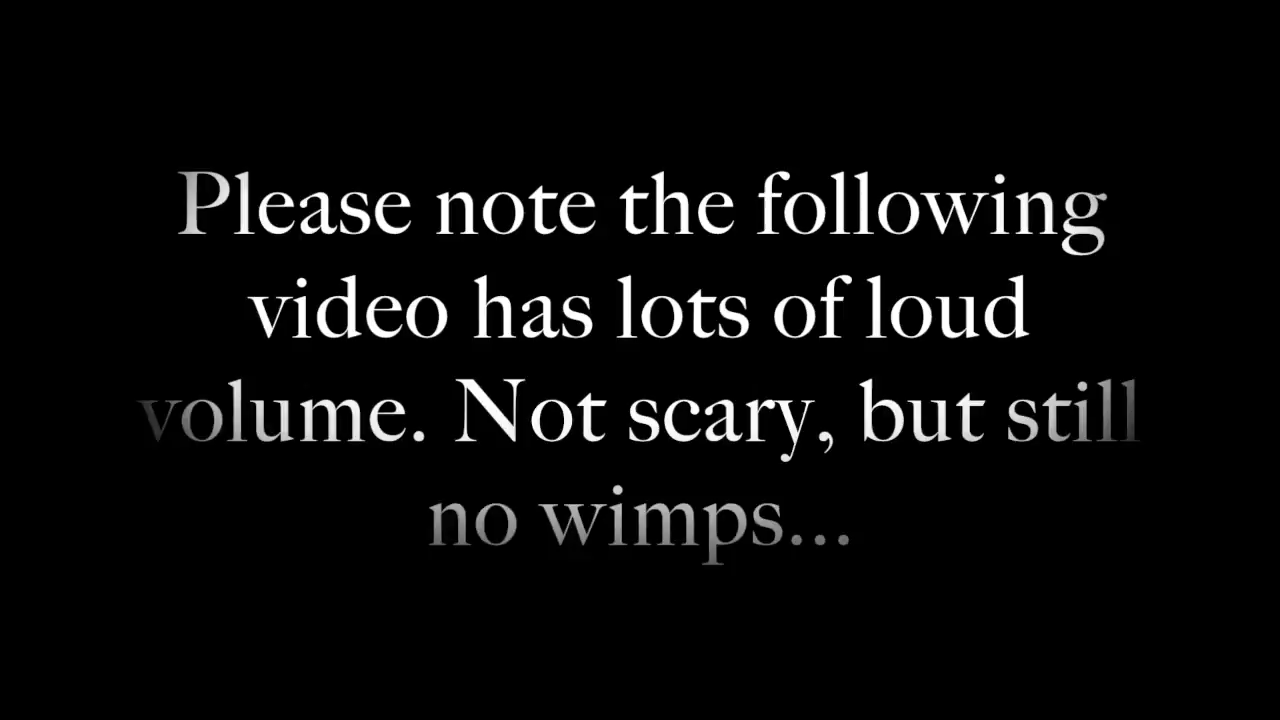 Please note the following
video has lots of loud
volume. Not scary, but still
no wimps...